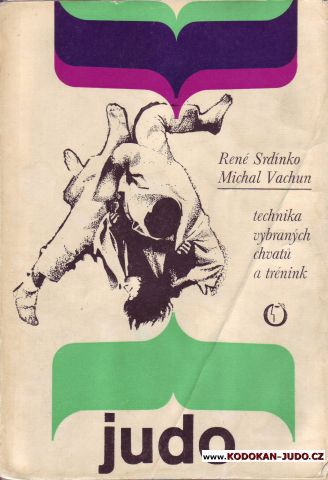 René Srdínko
Michal Vachun
technika
vybraných
chvatů
a trénink
judo
www.KODOKAN-JUDO.CZ